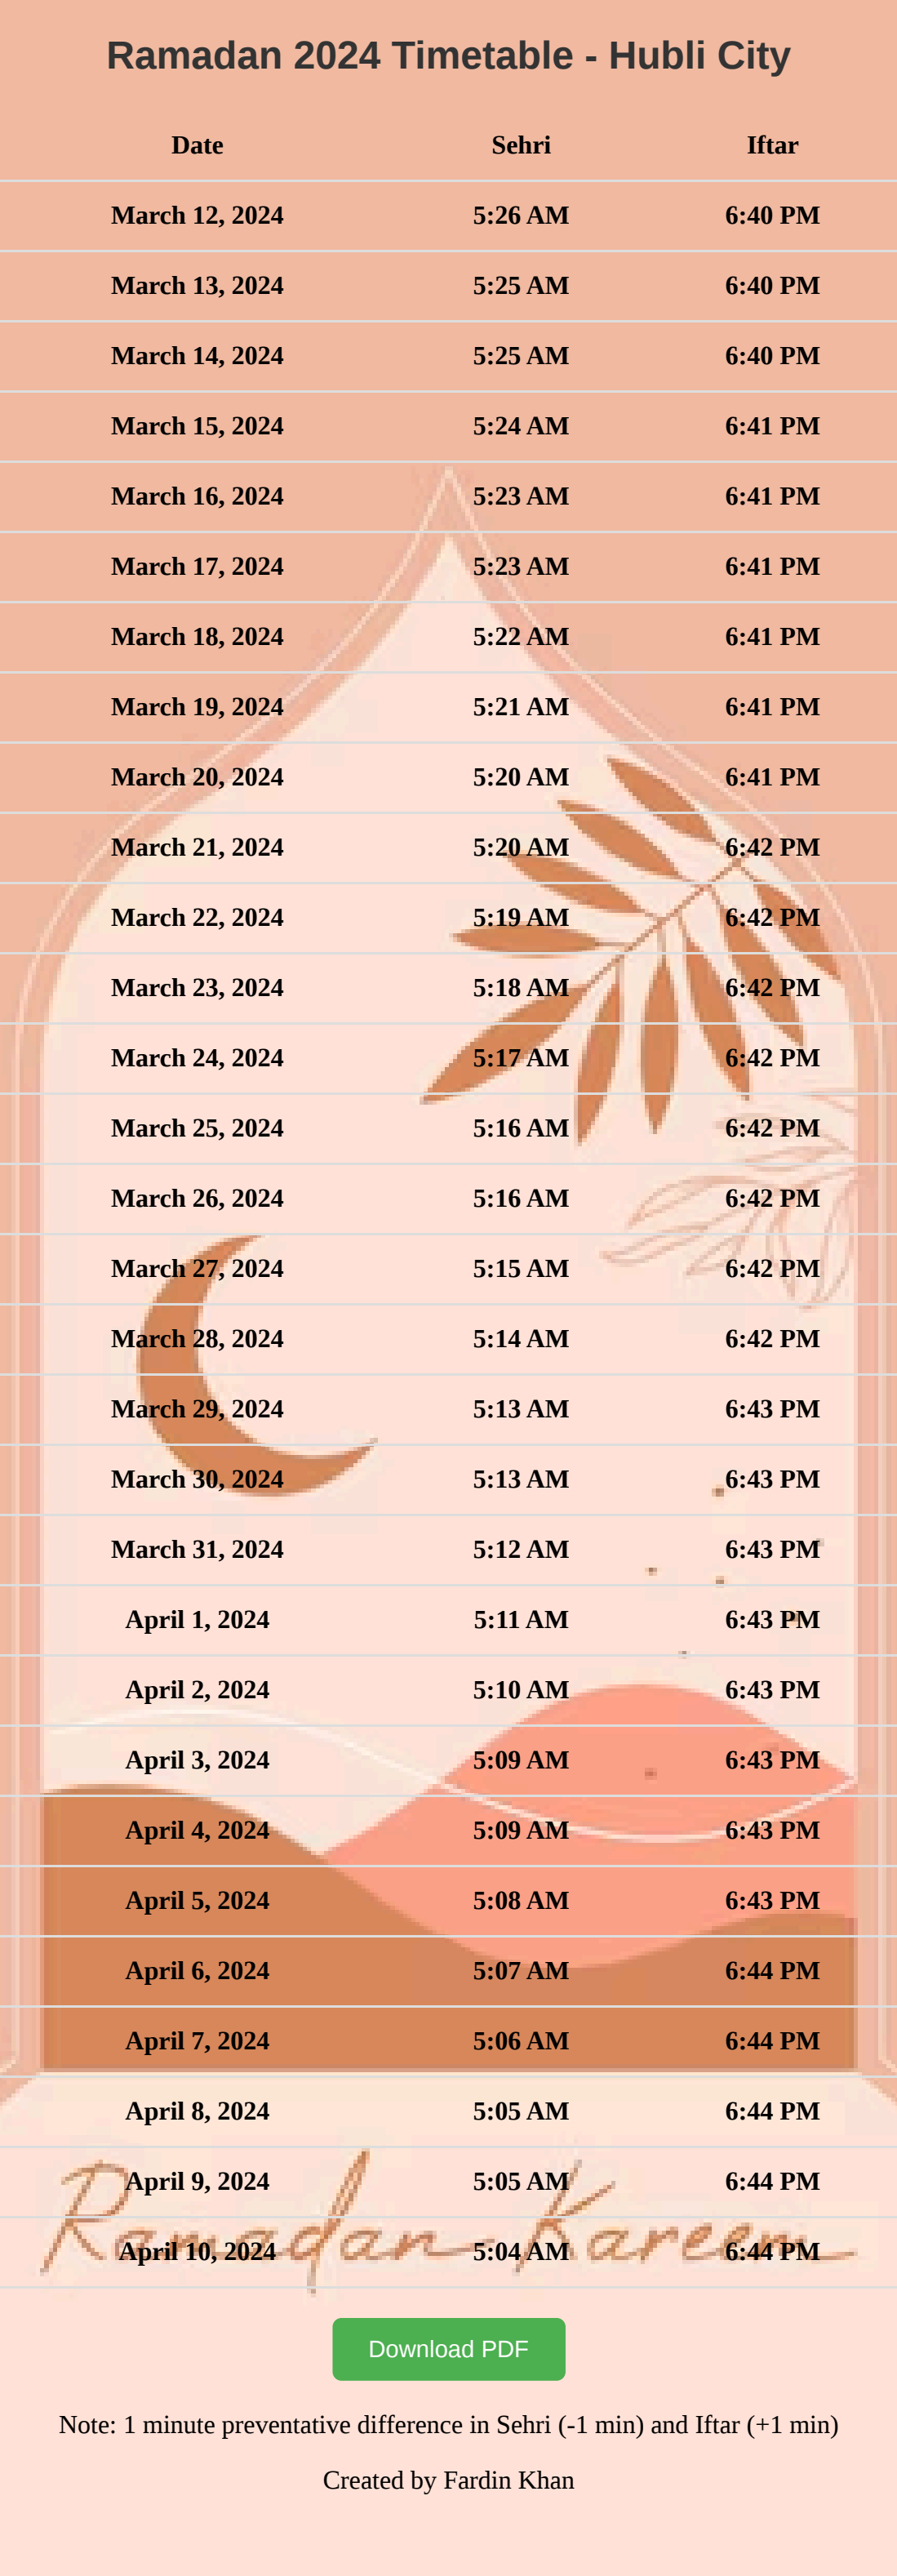 Ramadan 2024 Timetable - Hubli City
Date Sehri Iftar
March 12, 2024 5:26 AM 6:40 PM
March 13, 2024 5:25 AM 6:40 PM
March 14, 2024 5:25 AM 6:40 PM
March 15, 2024 5:24 AM 6:41 PM
March 16, 2024 5:23 AM 6:41 PM
March 17, 2024 5:23 AM 6:41 PM
March 18, 2024 5:22 AM 6:41 PM
March 19, 2024 5:21 AM 6:41 PM
March 20, 2024 5:20 AM 6:41 PM
March 21, 2024 5:20 AM 6:42 PM
March 22, 2024 5:19 AM 6:42 PM
March 23, 2024 5:18 AM 6:42 PM
March 24, 2024 5:17 AM 6:42 PM
March 25, 2024 5:16 AM 6:42 PM
March 26, 2024 5:16 AM 6:42 PM
March 27, 2024 5:15 AM 6:42 PM
March 28, 2024 5:14 AM 6:42 PM
March 29, 2024 5:13 AM 6:43 PM
March 30, 2024 5:13 AM 6:43 PM
March 31, 2024 5:12 AM 6:43 PM
April 1, 2024 5:11 AM 6:43 PM
April 2, 2024 5:10 AM 6:43 PM
April 3, 2024 5:09 AM 6:43 PM
April 4, 2024 5:09 AM 6:43 PM
April 5, 2024 5:08 AM 6:43 PM
April 6, 2024 5:07 AM 6:44 PM
April 7, 2024 5:06 AM 6:44 PM
April 8, 2024 5:05 AM 6:44 PM
April 9, 2024 5:05 AM 6:44 PM
April 10, 2024 5:04 AM 6:44 PM
Ramadan Kareem
Download PDF
Note: 1 minute preventative difference in Sehri (-1 min) and Iftar (+1 min)
Created by Fardin Khan